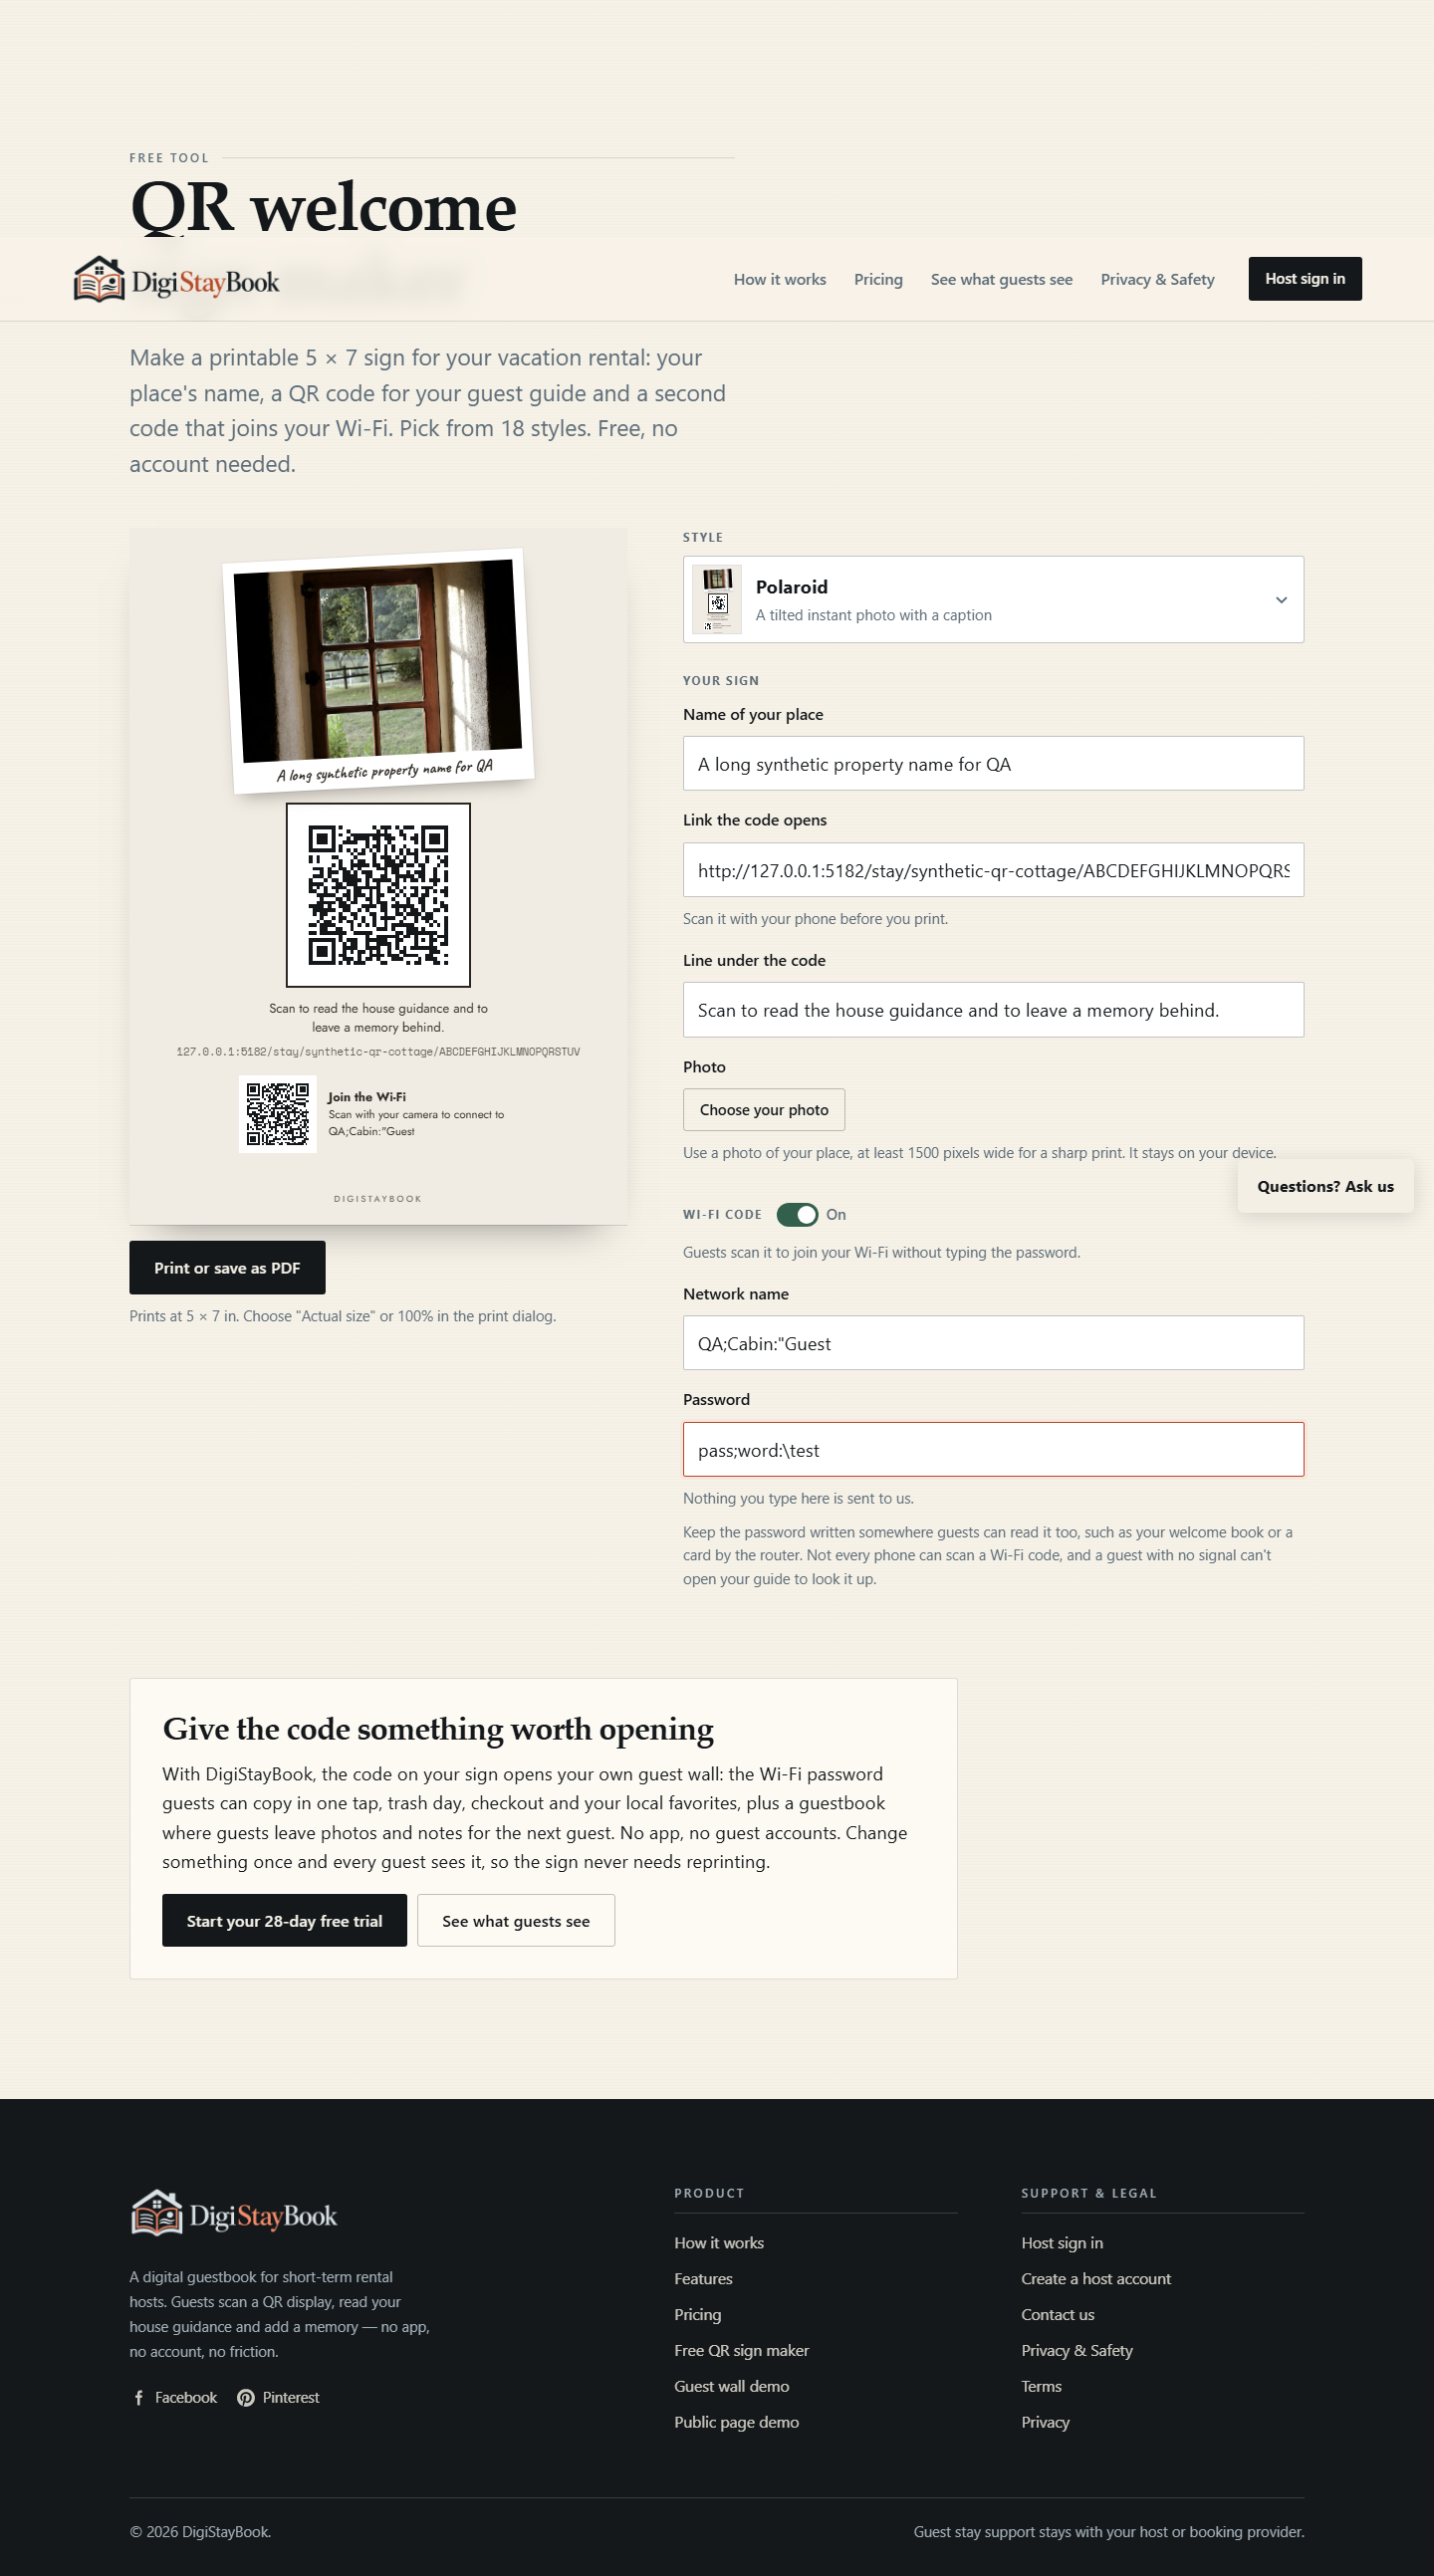 FREE TOOL
QR welcome
DigiStayBook
How it works
Pricing
See what guests see
Privacy & Safety
Host sign in
Make a printable 5 × 7 sign for your vacation rental: your
place's name, a QR code for your guest guide and a second
code that joins your Wi-Fi. Pick from 18 styles. Free, no
account needed.
A long synthetic property name for QA
Scan to read the house guidance and to
leave a memory behind.
127.0.0.1:5182/stay/synthetic-qr-cottage/ABCDEFGHIJKLMNOPQRSTUV
Join the Wi-Fi
Scan with your camera to connect to
QA;Cabin:"Guest
DIGISTAYBOOK
Print or save as PDF
Prints at 5 × 7 in. Choose "Actual size" or 100% in the print dialog.
STYLE
Polaroid
A tilted instant photo with a caption
YOUR SIGN
Name of your place
A long synthetic property name for QA
Link the code opens
http://127.0.0.1:5182/stay/synthetic-qr-cottage/ABCDEFGHIJKLMNOPQRS
Scan it with your phone before you print.
Line under the code
Scan to read the house guidance and to leave a memory behind.
Photo
Choose your photo
Use a photo of your place, at least 1500 pixels wide for a sharp print. It stays on your device.
Questions? Ask us
WI-FI CODE
On
Guests scan it to join your Wi-Fi without typing the password.
Network name
QA;Cabin:"Guest
Password
pass;word:\test
Nothing you type here is sent to us.
Keep the password written somewhere guests can read it too, such as your welcome book or a
card by the router. Not every phone can scan a Wi-Fi code, and a guest with no signal can't
open your guide to look it up.
Give the code something worth opening
With DigiStayBook, the code on your sign opens your own guest wall: the Wi-Fi password
guests can copy in one tap, trash day, checkout and your local favorites, plus a guestbook
where guests leave photos and notes for the next guest. No app, no guest accounts. Change
something once and every guest sees it, so the sign never needs reprinting.
Start your 28-day free trial
See what guests see
DigiStayBook
A digital guestbook for short-term rental
hosts. Guests scan a QR display, read your
house guidance and add a memory — no app,
no account, no friction.
Facebook
Pinterest
PRODUCT
How it works
Features
Pricing
Free QR sign maker
Guest wall demo
Public page demo
SUPPORT & LEGAL
Host sign in
Create a host account
Contact us
Privacy & Safety
Terms
Privacy
© 2026 DigiStayBook.
Guest stay support stays with your host or booking provider.